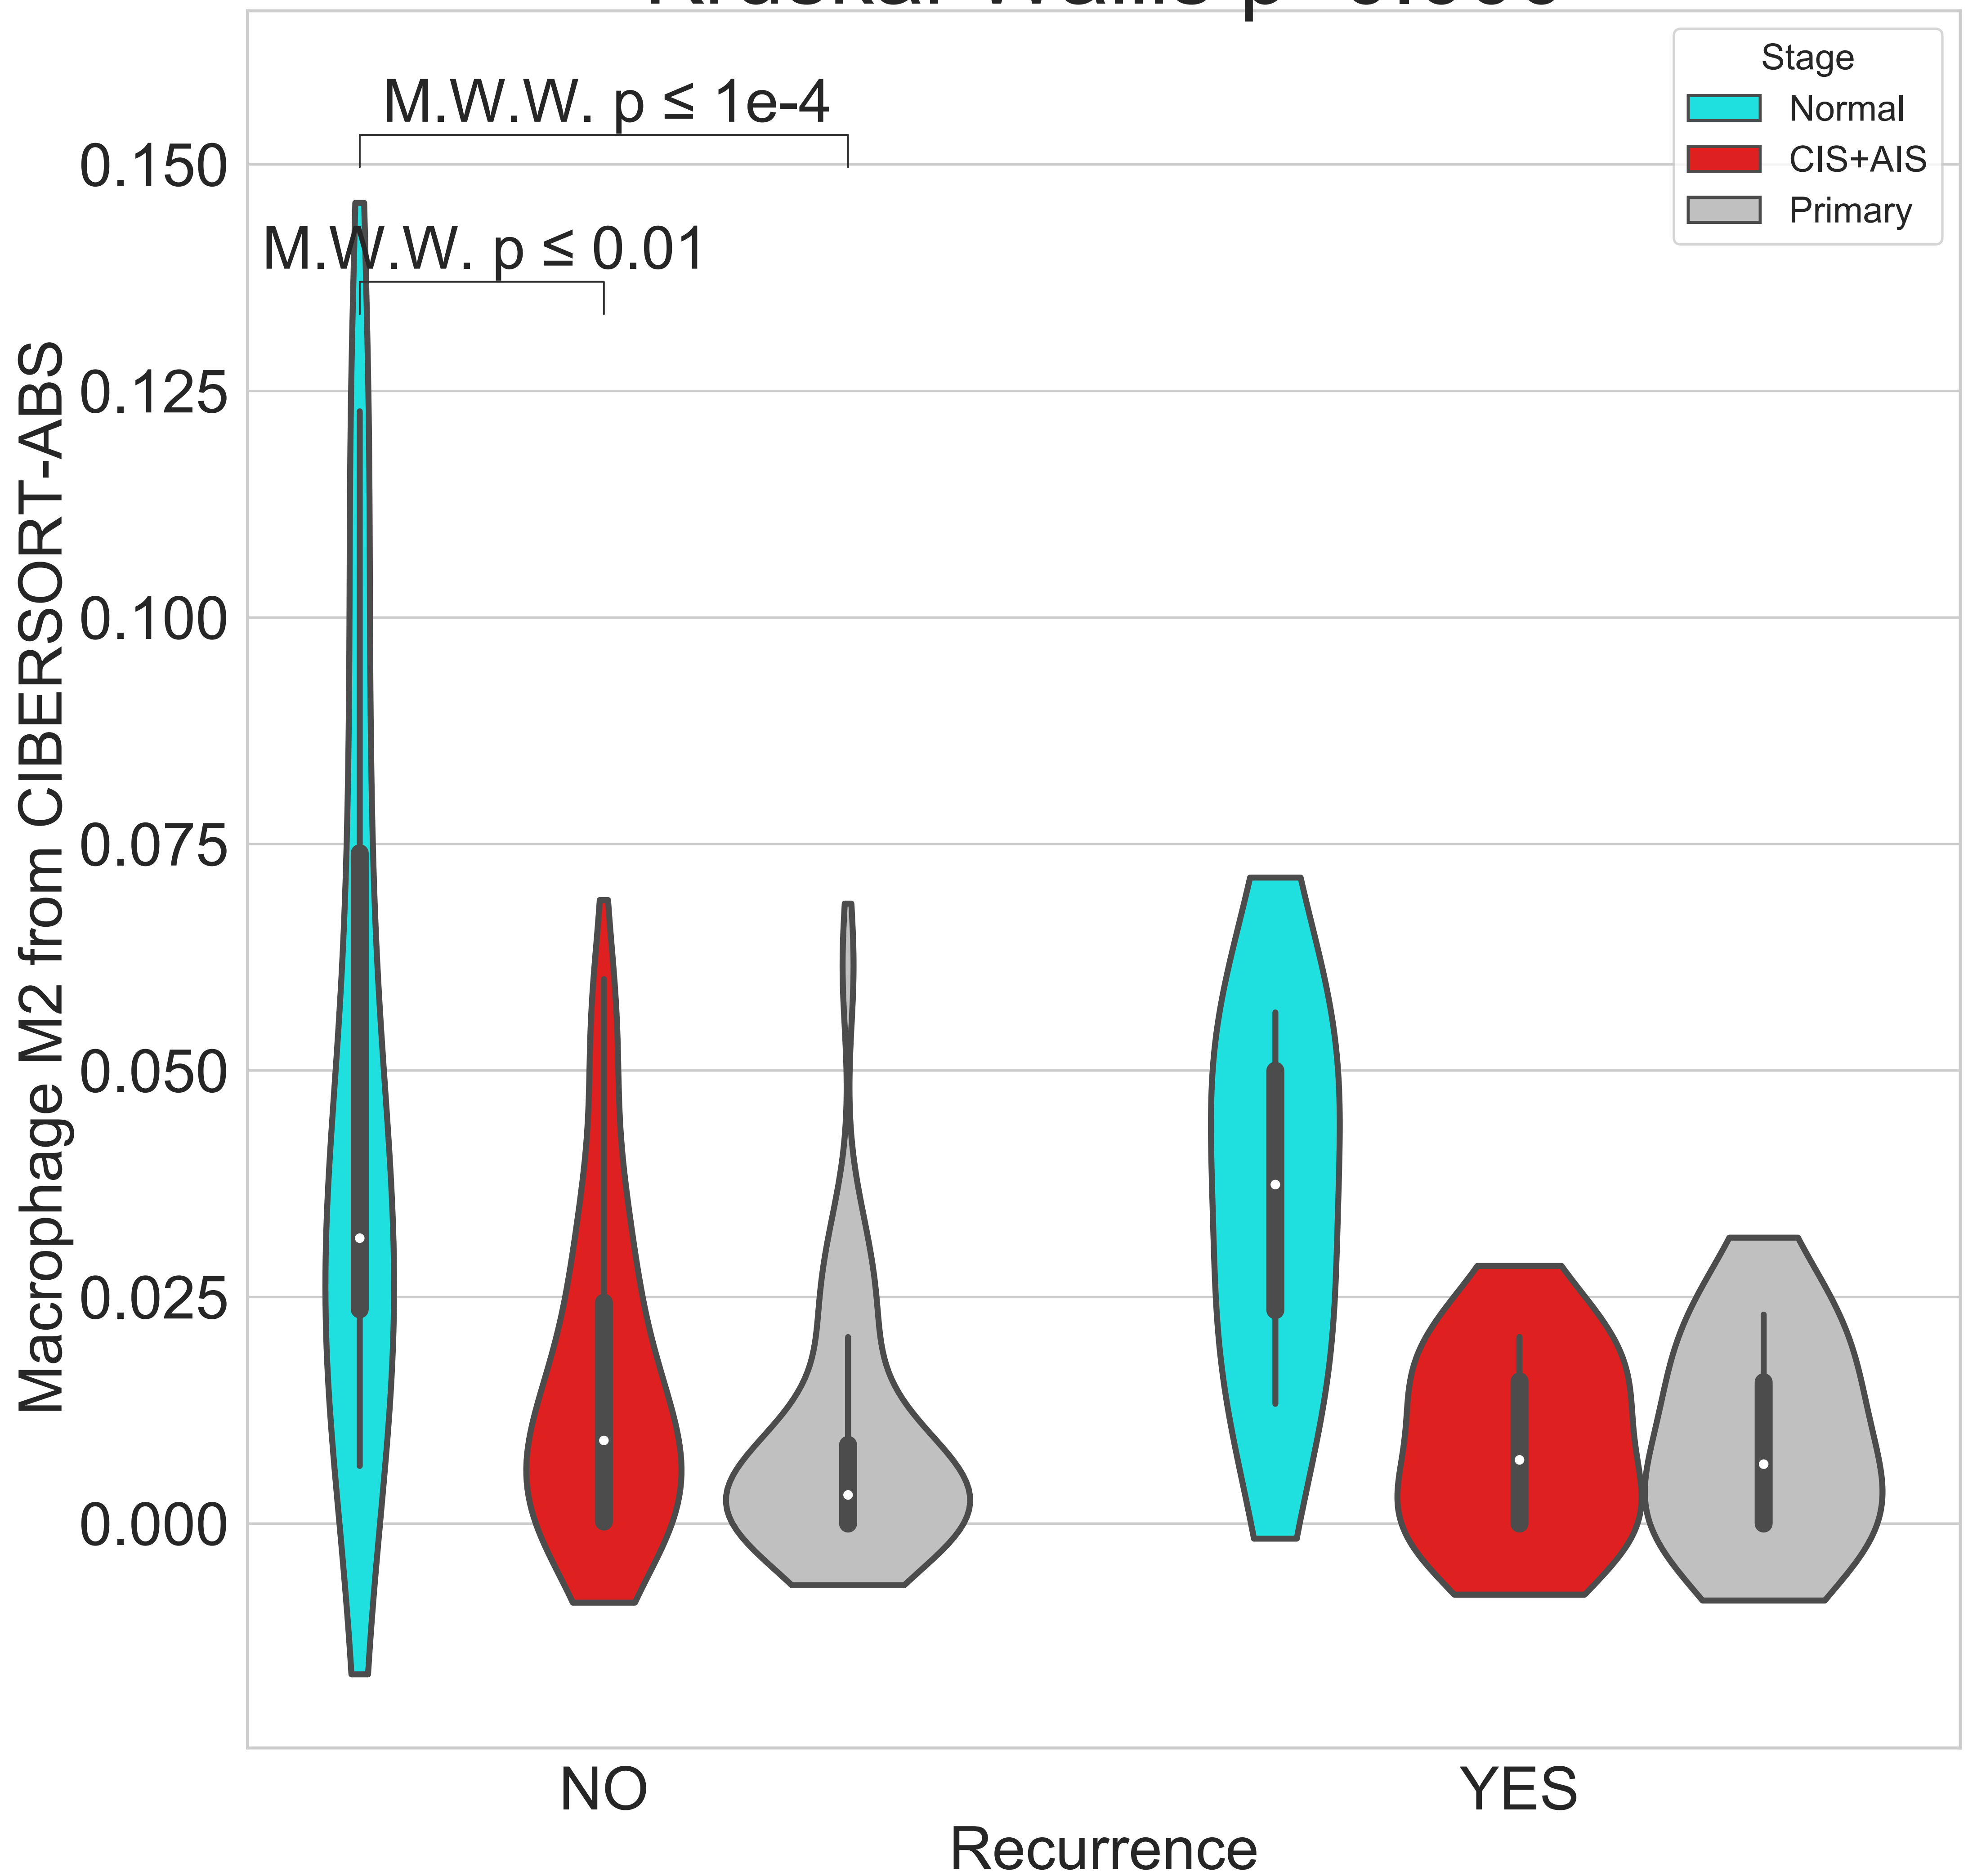 Stage
Normal
CIS+AIS
Primary
M.W.W. p ≤ 1e-4
M.W.W. p ≤ 0.01
0.150
0.125
0.100
0.075
0.050
0.025
0.000
Macrophage M2 from CIBERSORT-ABS
NO
YES
Recurrence